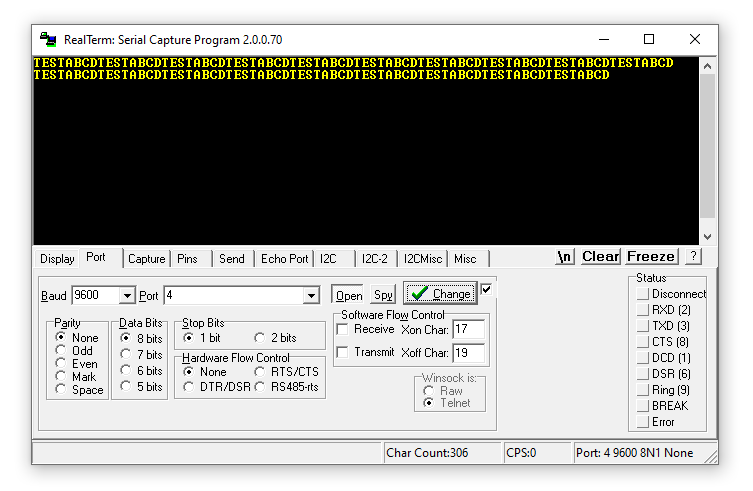 RealTerm: Serial Capture Program 2.0.0.70
TESTABCDTESTABCDTESTABCDTESTABCDTESTABCDTESTABCDTESTABCDTESTABCDTESTABCDTESTABCD
TESTABCDTESTABCDTESTABCDTESTABCDTESTABCDTESTABCDTESTABCDTESTABCDTESTABCD
Display Port Capture Pins Send Echo Port I2C I2C-2 I2CMisc Misc \n Clear Freeze ?
Baud 9600 Port 4 Open Spy Change
Parity
None
Odd
Even
Mark
Space
Data Bits
8 bits
7 bits
6 bits
5 bits
Stop Bits
1 bit 2 bits
Hardware Flow Control
None RTS/CTS
DTR/DSR RS485-rts
Software Flow Control
Receive Xon Char: 17
Transmit Xoff Char: 19
Winsock is:
Raw
Telnet
Status
Disconnect
RXD (2)
TXD (3)
CTS (8)
DCD (1)
DSR (6)
Ring (9)
BREAK
Error
Char Count:306 CPS:0 Port: 4 9600 8N1 None